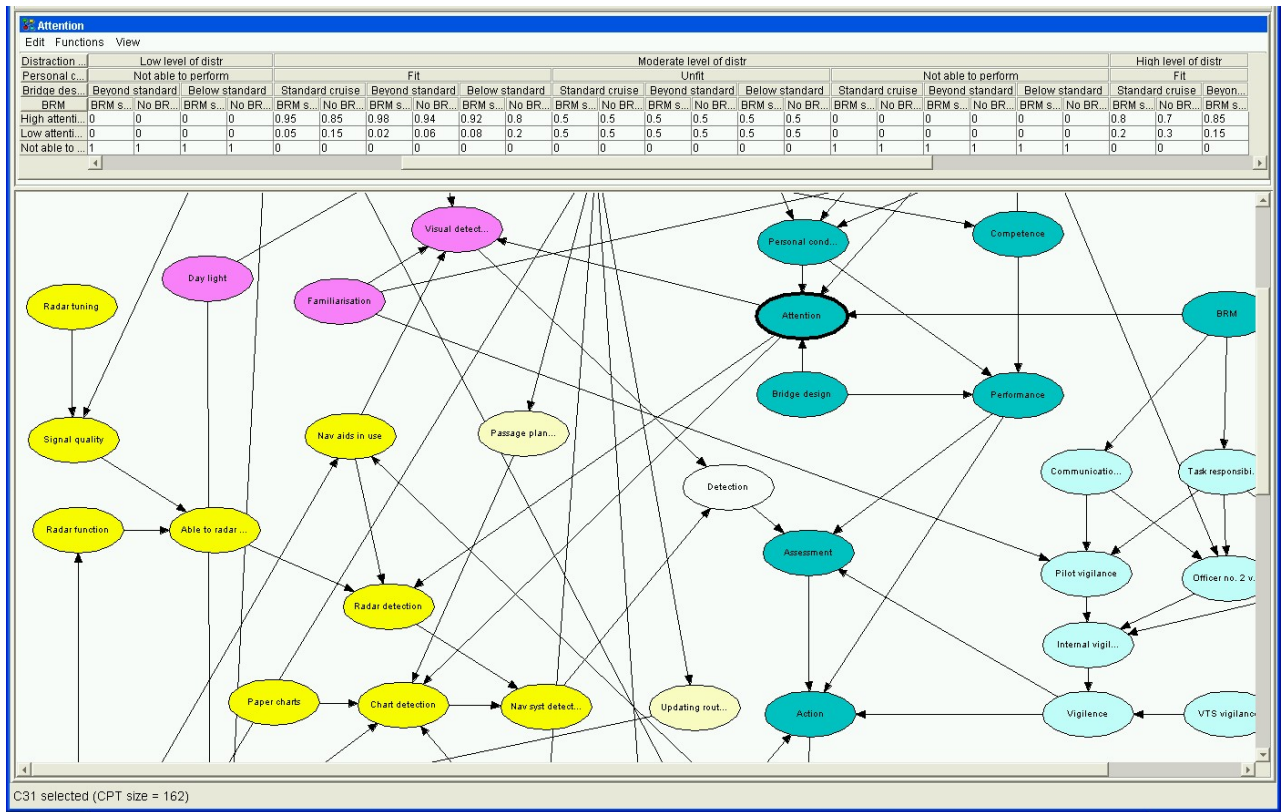 Attention
Edit Functions View
Distraction ... Low level of distr Moderate level of distr High level of distr
Personal c... Not able to perform Fit Unfit Not able to perform Fit
Bridge des... Beyond standard Below standard Standard cruise Beyond standard Below standard Standard cruise Beyond standard Below standard Standard cruise Beyond standard Below standard Standard cruise Beyon...
BRM BRM s... No BR... BRM s... No BR... BRM s... No BR... BRM s... No BR... BRM s... No BR... BRM s... No BR... BRM s... No BR... BRM s... No BR... BRM s... No BR... BRM s... No BR... BRM s... No BR... BRM s... No BR... BRM s...
High attenti... 0 0 0 0 0.95 0.85 0.98 0.94 0.92 0.8 0.5 0.5 0.5 0.5 0.5 0.5 0 0 0 0 0 0 0.8 0.7 0.85
Low attenti... 0 0 0 0 0.05 0.15 0.02 0.06 0.08 0.2 0.5 0.5 0.5 0.5 0.5 0.5 0 0 0 0 0 0 0.2 0.3 0.15
Not able to ... 1 1 1 1 0 0 0 0 0 0 0 0 0 0 0 0 1 1 1 1 1 1 0 0 0
Visual detect...
Personal cond...
Competence
Day light
Familiarisation
Radar tuning
Attention
BRM
Bridge design
Performance
Signal quality
Nav aids in use
Passage plan...
Communicatio...
Task responsibi...
Detection
Radar function
Able to radar ...
Assessment
Pilot vigilance
Officer no. 2 v...
Radar detection
Internal vigil...
Paper charts
Chart detection
Nav syst detect...
Updating rout...
Action
Vigilence
VTS vigilance
C31 selected (CPT size = 162)